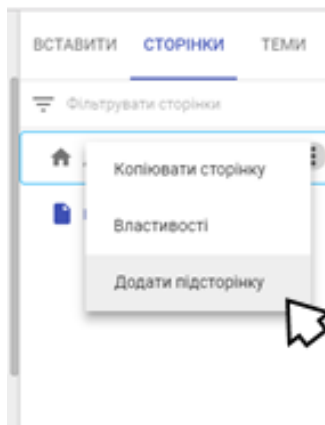 ВСТАВИТИ СТОРІНКИ ТЕМИ
Фільтрувати сторінки
Копіювати сторінку
Властивості
Додати підсторінку